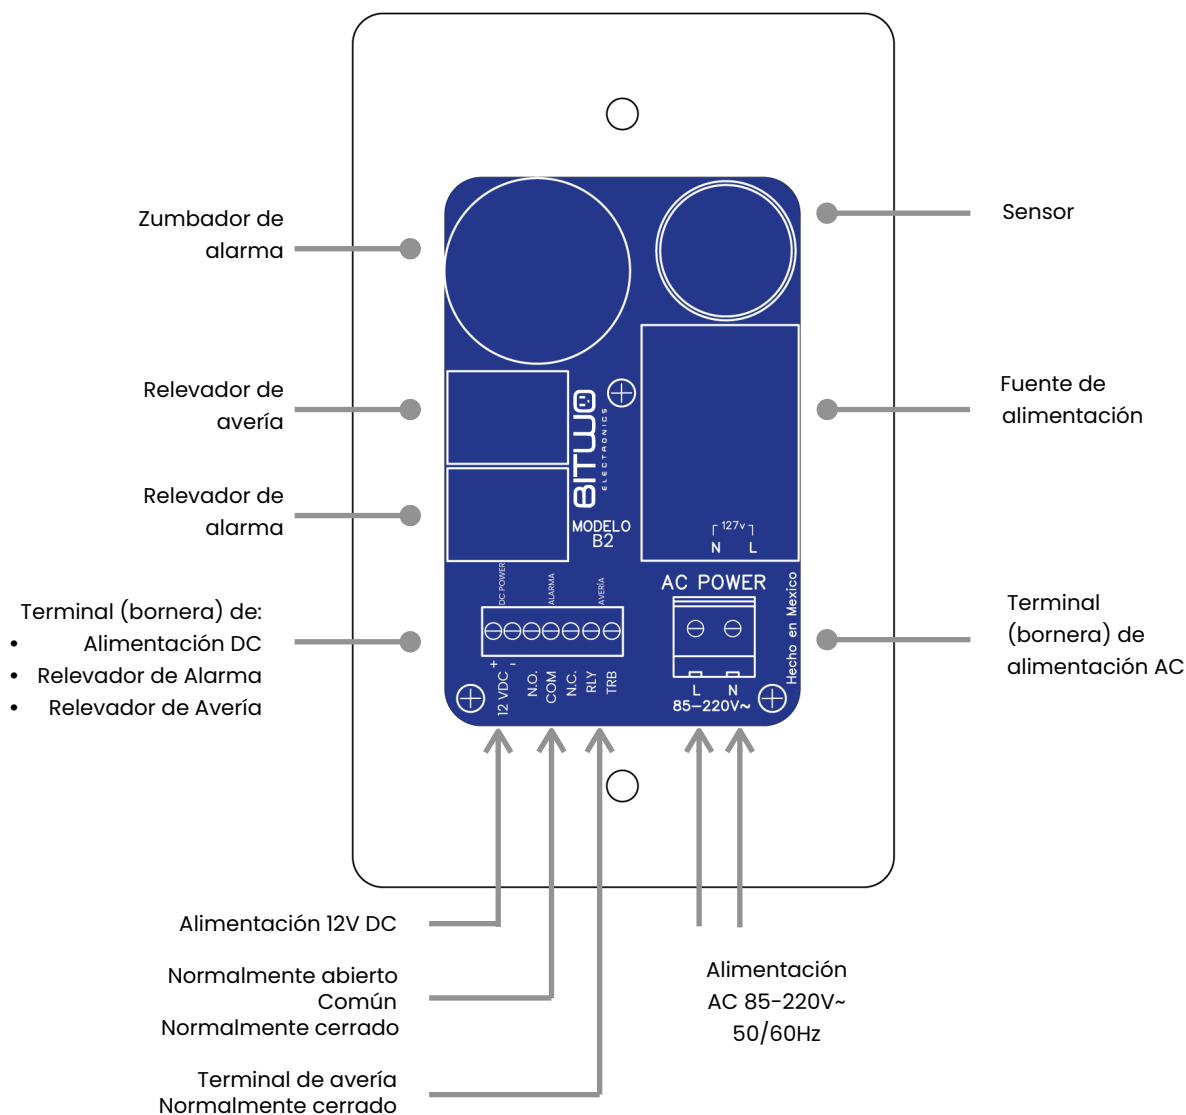 Zumbador de
alarma
Sensor
Relevador de
avería
Fuente de
alimentación
Relevador de
alarma
BITWO
ELECTRONICS
MODELO
B2
127v
N L
Terminal (bornera) de:
• Alimentación DC
• Relevador de Alarma
• Relevador de Avería
DC POWER
ALARMA
AVERÍA
+ -
12 VDC
N.O.
COM
N.C.
RLY
TRB
AC POWER
L N
85-220V~
Hecho en Mexico
Terminal
(bornera) de
alimentación AC
Alimentación 12V DC
Normalmente abierto
Común
Normalmente cerrado
Terminal de avería
Normalmente cerrado
Alimentación
AC 85-220V~
50/60Hz